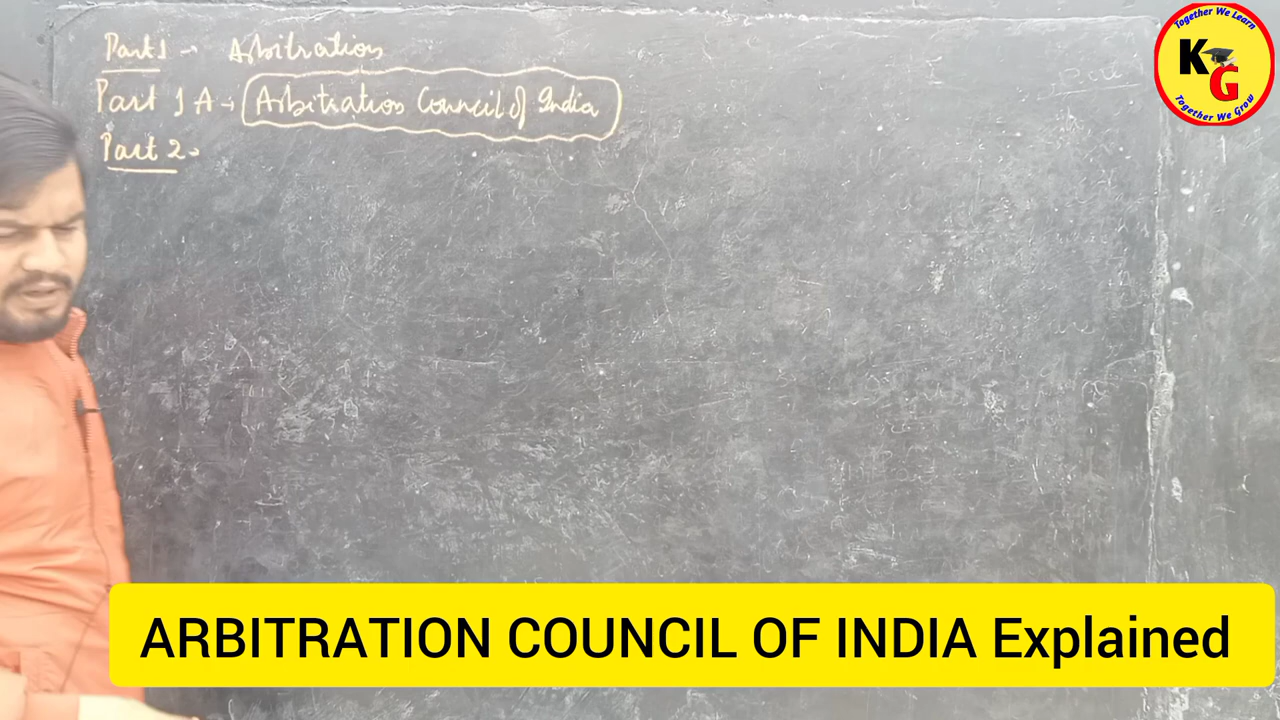 Part 1 → Arbitration
Part 1 A → Arbitration Council of India
Part 2 →
Together We Learn
KG
Together We Grow
ARBITRATION COUNCIL OF INDIA Explained